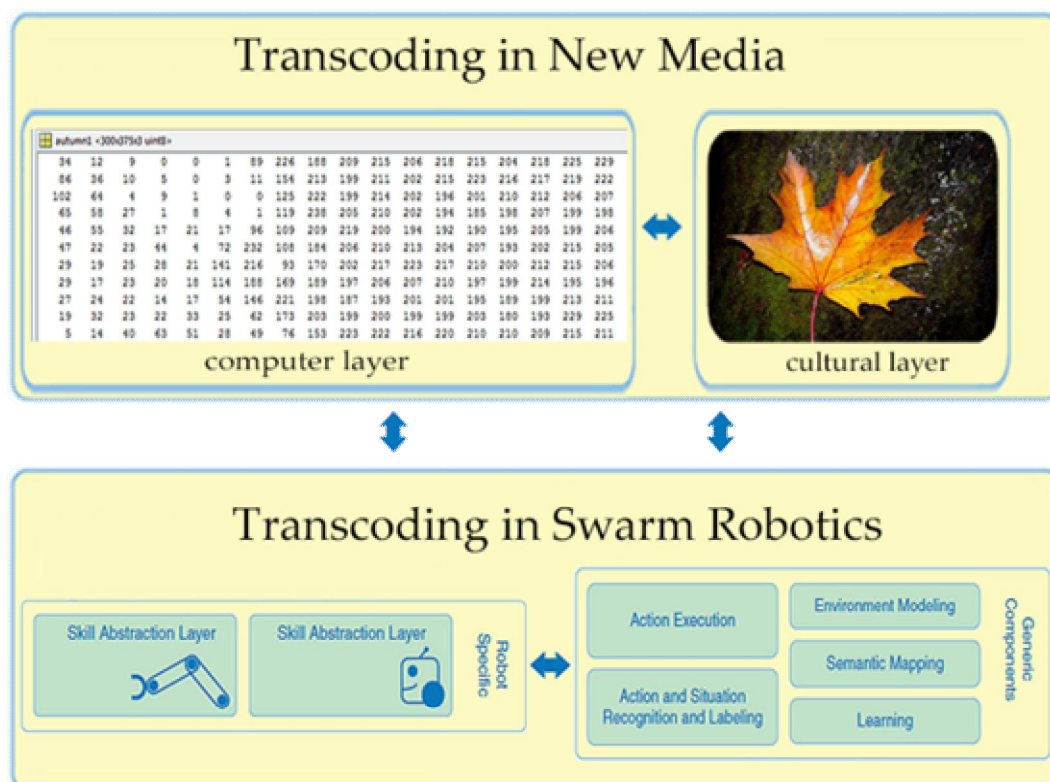 Transcoding in New Media
autumn1 <300x375x3 uint8>
34 12 9 0 0 1 89 226 188 209 215 206 218 215 204 218 225 229
86 36 10 5 0 3 11 154 213 199 211 202 215 223 216 217 219 222
102 64 4 9 1 0 0 125 222 199 214 202 196 201 210 212 206 207
65 58 27 1 8 4 1 119 238 205 210 202 194 185 198 207 199 198
46 55 32 17 21 17 96 109 209 219 200 194 192 190 195 205 199 206
47 22 23 44 4 72 232 108 184 206 210 213 204 207 193 202 215 205
29 19 25 28 21 141 216 93 170 202 217 223 217 210 200 212 215 206
29 17 23 20 18 114 188 169 189 197 206 207 210 197 199 214 195 196
27 24 22 14 17 54 146 221 198 187 193 201 201 195 189 199 213 211
19 32 23 22 33 25 62 173 203 199 200 199 199 203 180 193 229 225
5 14 40 63 51 28 49 76 153 223 222 216 220 210 210 209 215 211
computer layer
cultural layer
Transcoding in Swarm Robotics
Skill Abstraction Layer
Skill Abstraction Layer
Robot
Specific
Action Execution
Action and Situation
Recognition and Labeling
Environment Modeling
Semantic Mapping
Learning
Generic
Components